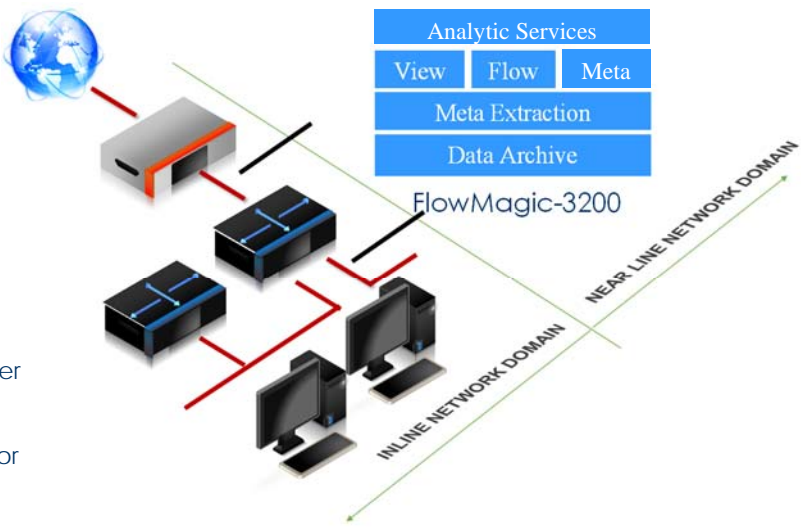 Analytic Services
View Flow Meta
Meta Extraction
Data Archive
FlowMagic-3200
NEAR LINE NETWORK DOMAIN
INLINE NETWORK DOMAIN
er
or